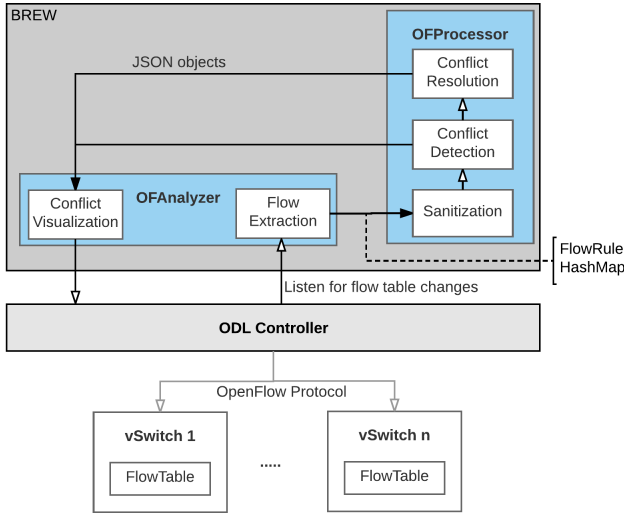 BREW
OFProcessor
Conflict
Resolution
JSON objects
Conflict
Detection
OFAnalyzer
Conflict
Visualization
Flow
Extraction
Sanitization
FlowRule
HashMap
Listen for flow table changes
ODL Controller
OpenFlow Protocol
vSwitch 1
FlowTable
.....
vSwitch n
FlowTable